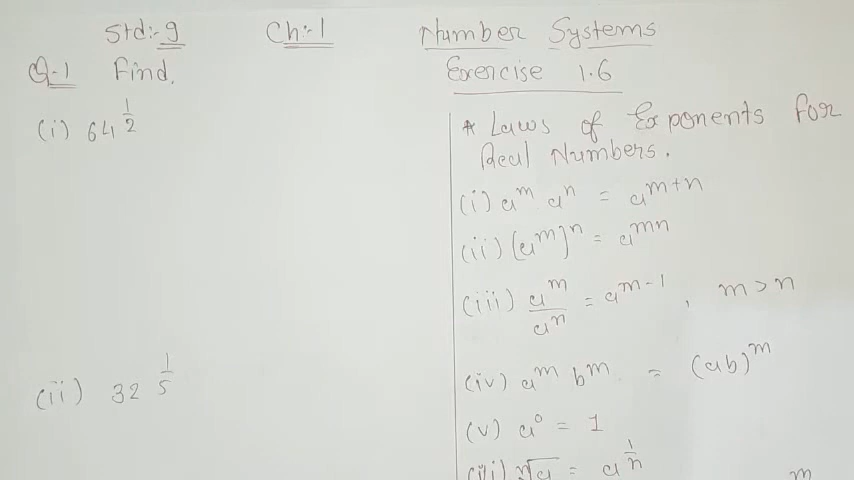 Std:- 9 Ch:- 1 Number Systems
Exercise 1.6
Q-1 Find.
(i) 64^(1/2)
(ii) 32^(1/5)
* Laws of Exponents for
Real Numbers.
(i) a^m a^n = a^(m+n)
(ii) (a^m)^n = a^(mn)
(iii) a^m/a^n = a^(m-1), m > n
(iv) a^m b^m = (ab)^m
(v) a^0 = 1
ⁿ√a = a^(1/n)
m